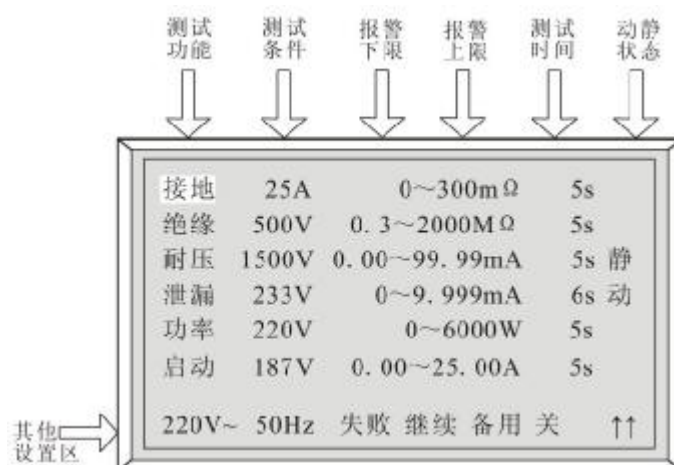 测试 测试 报警 报警 测试 动静
功能 条件 下限 上限 时间 状态
接地 25A 0~300mΩ 5s
绝缘 500V 0.3~2000MΩ 5s
耐压 1500V 0.00~99.99mA 5s 静
泄漏 233V 0~9.999mA 6s 动
功率 220V 0~6000W 5s
启动 187V 0.00~25.00A 5s
其他
设置区
220V~ 50Hz 失败 继续 备用 关 ↑↑